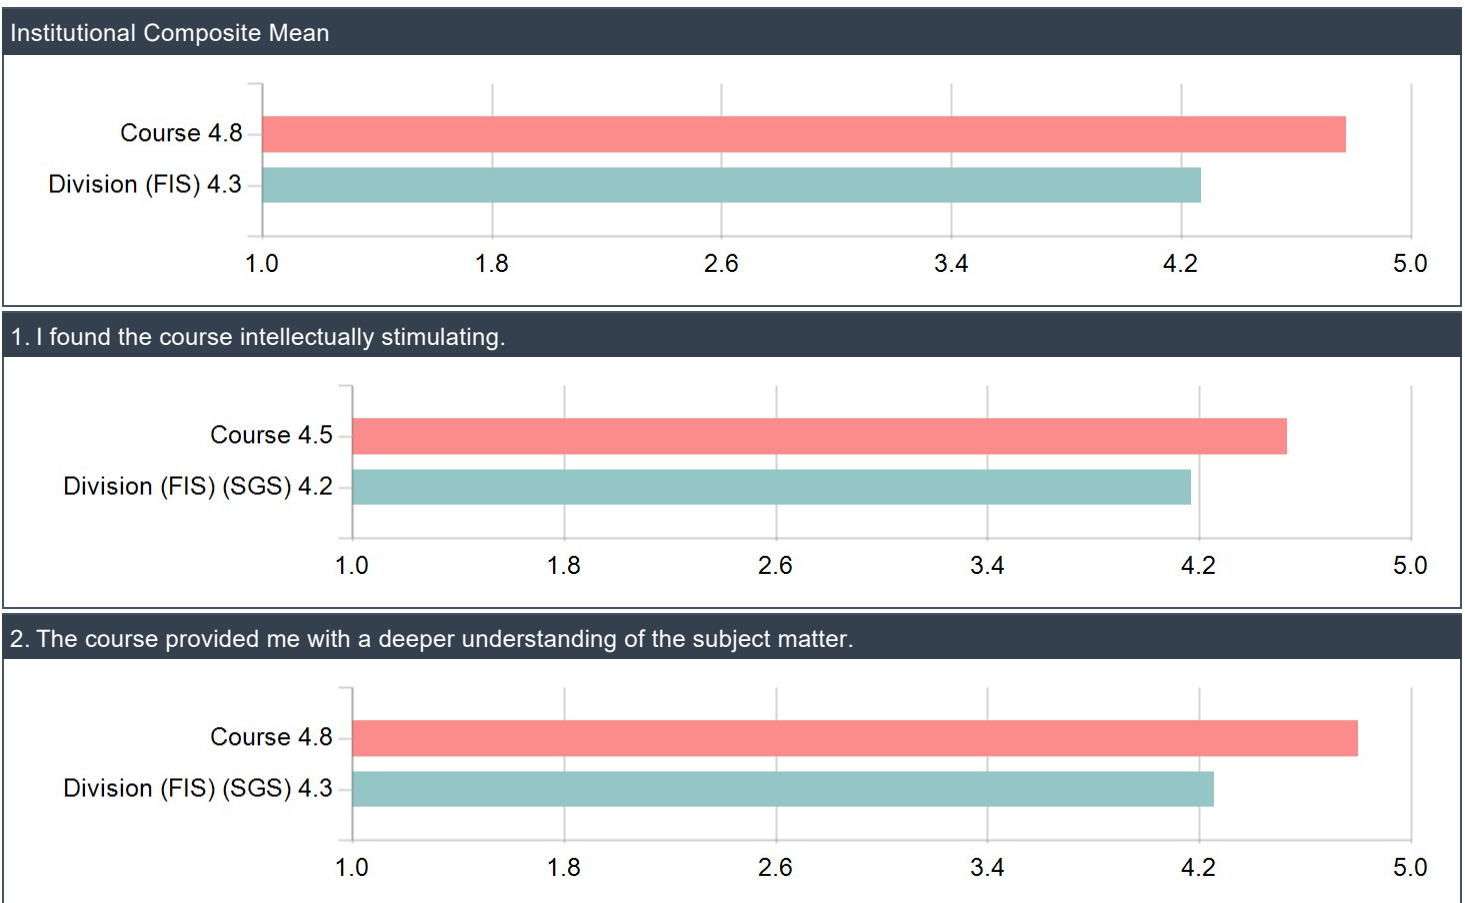 Institutional Composite Mean
Course 4.8
Division (FIS) 4.3
1.0 1.8 2.6 3.4 4.2 5.0
1. I found the course intellectually stimulating.
Course 4.5
Division (FIS) (SGS) 4.2
1.0 1.8 2.6 3.4 4.2 5.0
2. The course provided me with a deeper understanding of the subject matter.
Course 4.8
Division (FIS) (SGS) 4.3
1.0 1.8 2.6 3.4 4.2 5.0